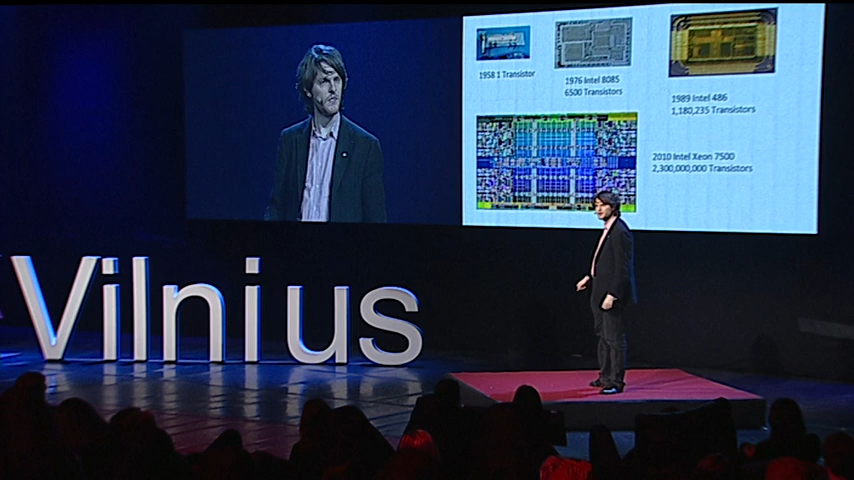 1958 1 Transistor
1976 Intel 8085
6500 Transistors
1989 Intel 486
1,180,235 Transistors
2010 Intel Xeon 7500
2,300,000,000 Transistors
Vilnius